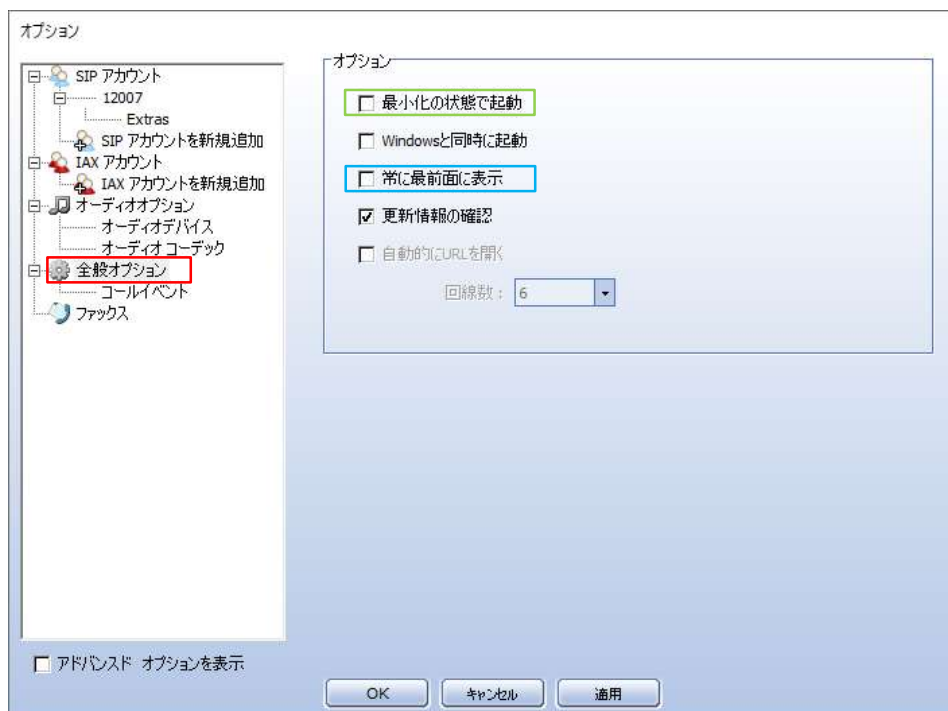 オプション
SIP アカウント
12007
Extras
SIP アカウントを新規追加
IAX アカウント
IAX アカウントを新規追加
オーディオオプション
オーディオデバイス
オーディオ コーデック
全般オプション
コールイベント
ファックス
アドバンスド オプションを表示
オプション
最小化の状態で起動
Windowsと同時に起動
常に最前面に表示
更新情報の確認
自動的にURLを開く
回線数： 6
OK
キャンセル
適用